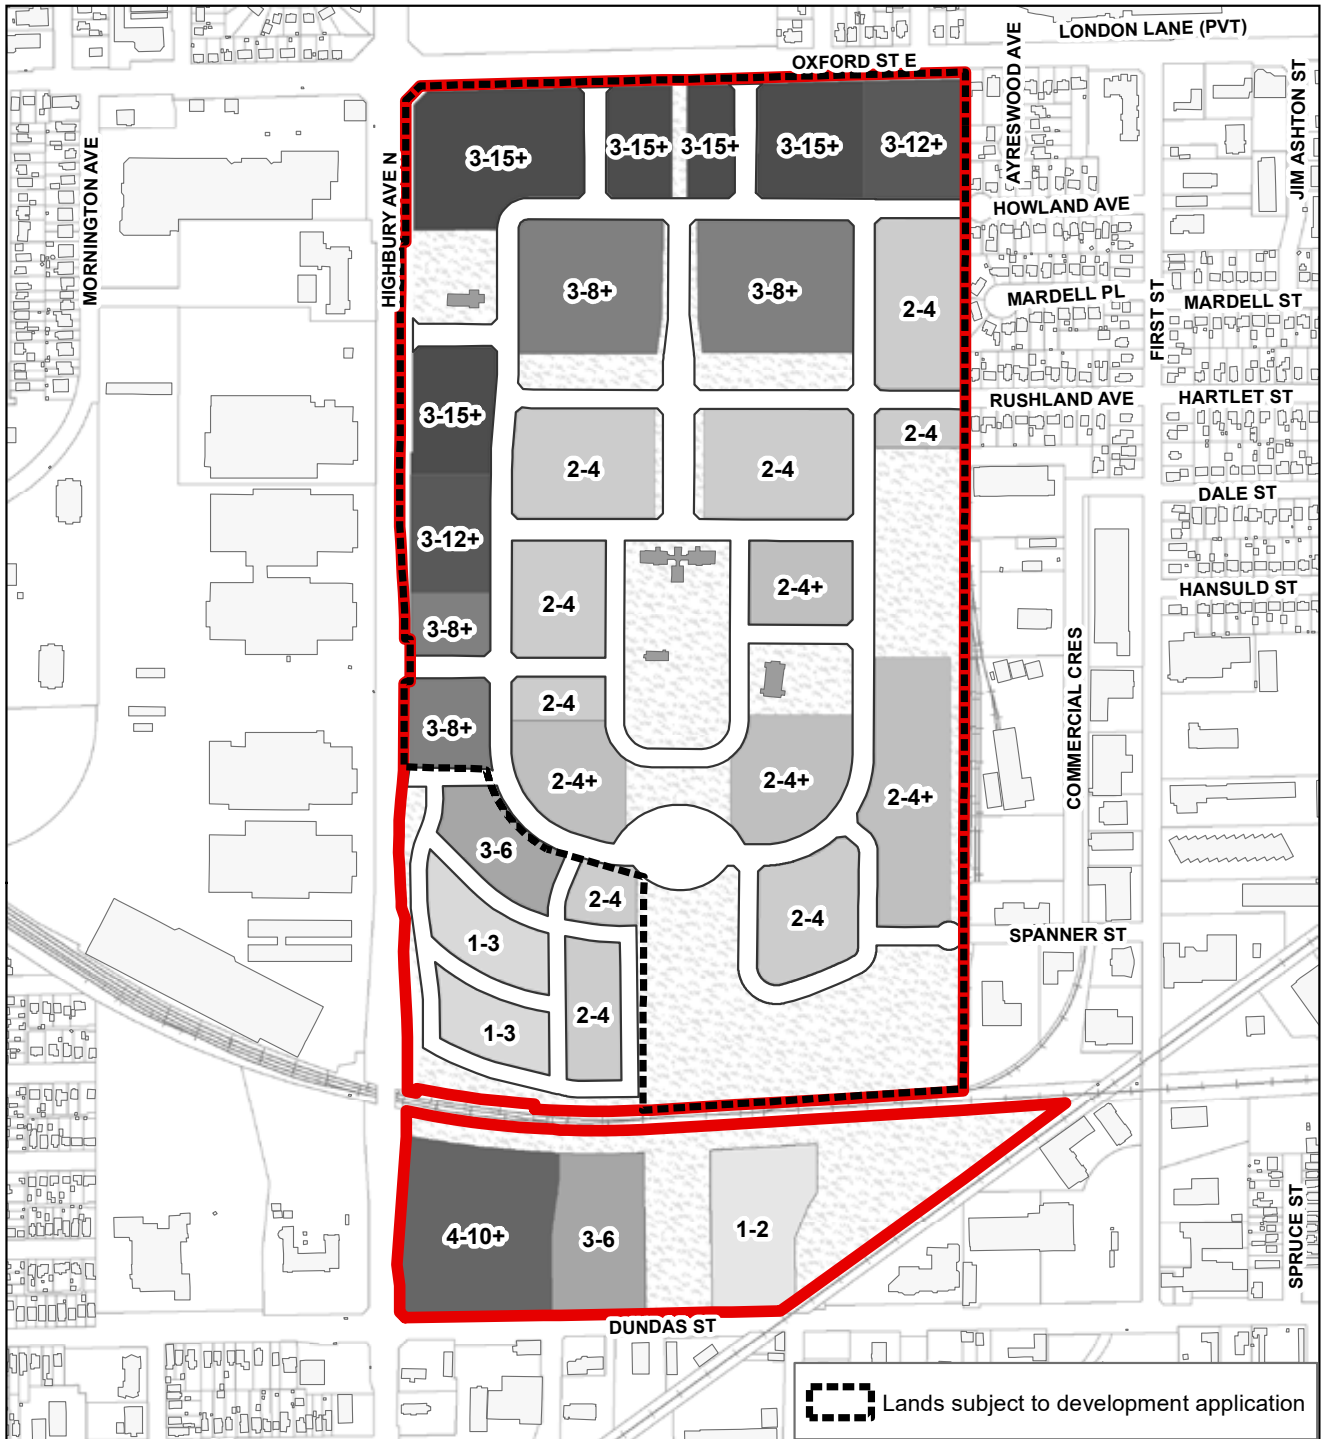 LONDON LANE (PVT)
OXFORD ST E
AYRESWOOD AVE
JIM ASHTON ST
MORNINGTON AVE
HIGHBURY AVE N
3-15+
3-15+
3-15+
3-15+
3-12+
HOWLAND AVE
3-8+
3-8+
2-4
MARDELL PL
FIRST ST
MARDELL ST
3-15+
RUSHLAND AVE
HARTLET ST
2-4
2-4
2-4
DALE ST
3-12+
2-4
2-4+
HANSULD ST
3-8+
COMMERCIAL CRES
2-4
3-8+
2-4+
2-4+
2-4+
3-6
2-4
2-4
1-3
SPANNER ST
2-4
1-3
4-10+
3-6
1-2
SPRUCE ST
DUNDAS ST
Lands subject to development application